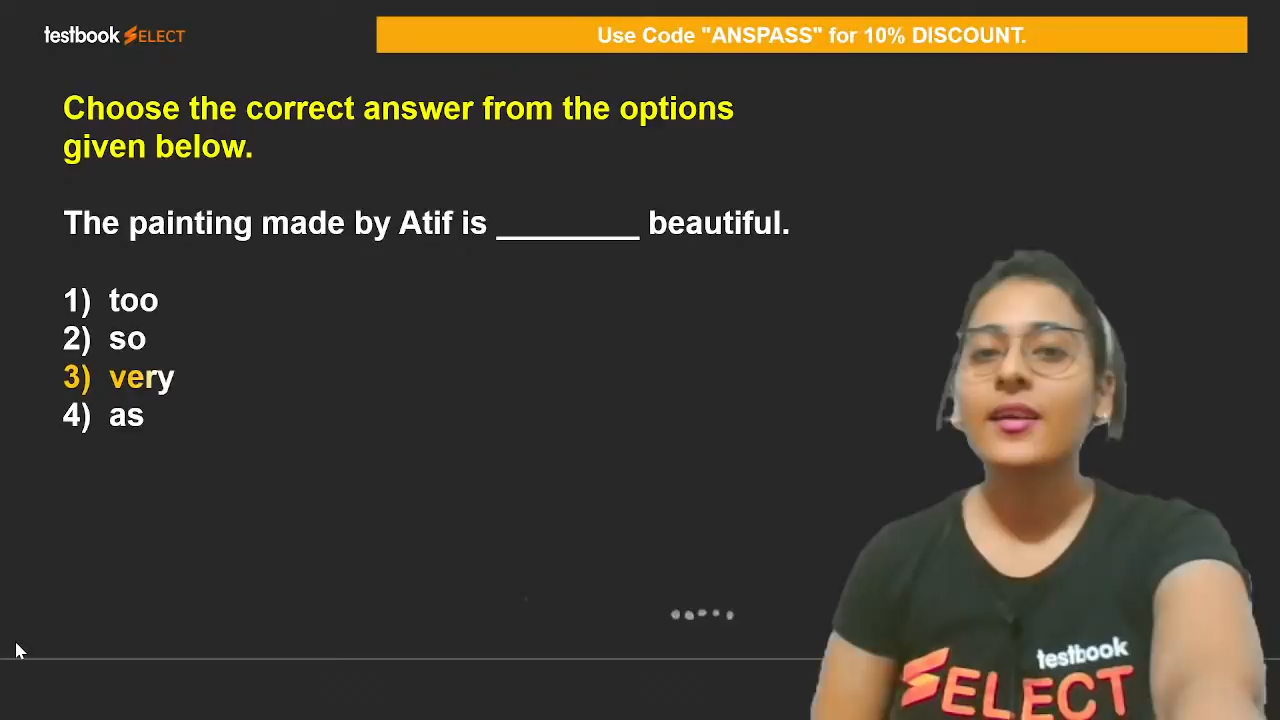 testbook SELECT
Use Code "ANSPASS" for 10% DISCOUNT.
Choose the correct answer from the options
given below.
The painting made by Atif is ________ beautiful.
1) too
2) so
3) very
4) as
testbook
SELECT